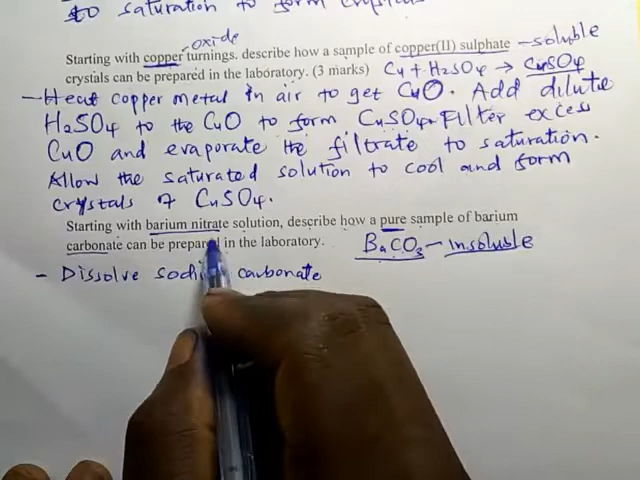 to saturation to form crystals
-oxide
Starting with copper turnings. describe how a sample of copper(II) sulphate -soluble
crystals can be prepared in the laboratory. (3 marks) Cu + H2SO4 → CuSO4
- Heat copper metal in air to get CuO. Add dilute
H2SO4 to the CuO to form CuSO4. Filter excess
CuO and evaporate the filtrate to saturation.
Allow the saturated solution to cool and form
crystals of CuSO4.
Starting with barium nitrate solution, describe how a pure sample of barium
carbonate can be prepared in the laboratory. BaCO3 - insoluble
- Dissolve carbonate